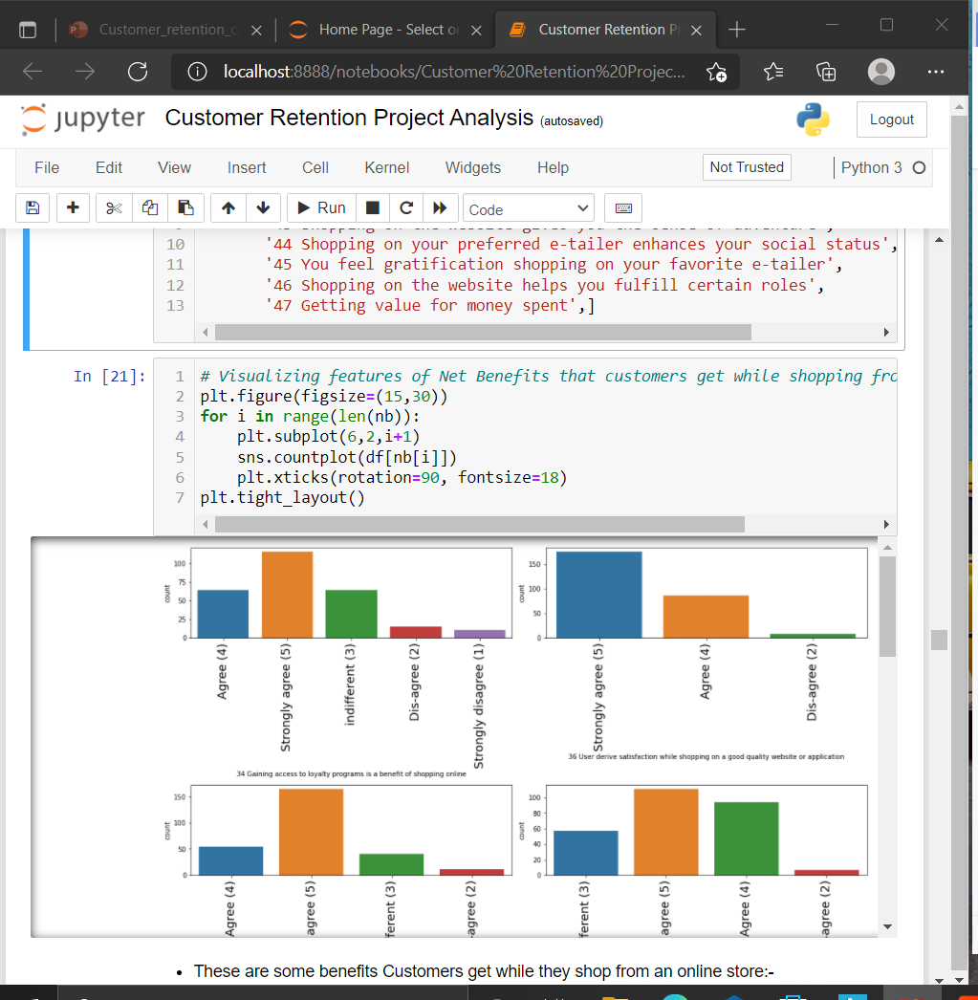 Customer_retention_c
Home Page - Select or
Customer Retention P
localhost:8888/notebooks/Customer%20Retention%20Projec...
jupyter
Customer Retention Project Analysis (autosaved)
Logout
File Edit View Insert Cell Kernel Widgets Help
Not Trusted
Python 3
Run
Code
10 '44 Shopping on your preferred e-tailer enhances your social status',
11 '45 You feel gratification shopping on your favorite e-tailer',
12 '46 Shopping on the website helps you fulfill certain roles',
13 '47 Getting value for money spent',]
In [21]:
1 # Visualizing features of Net Benefits that customers get while shopping fro
2 plt.figure(figsize=(15,30))
3 for i in range(len(nb)):
4 plt.subplot(6,2,i+1)
5 sns.countplot(df[nb[i]])
6 plt.xticks(rotation=90, fontsize=18)
7 plt.tight_layout()
count
100
75
50
25
0
Agree (4)
Strongly agree (5)
indifferent (3)
Dis-agree (2)
Strongly disagree (1)
34 Gaining access to loyalty programs is a benefit of shopping online
count
150
100
50
0
Strongly agree (5)
Agree (4)
Dis-agree (2)
36 User derive satisfaction while shopping on a good quality website or application
count
150
100
50
0
Agree (4)
agree (5)
ferent (3)
agree (2)
count
100
80
60
40
20
0
ferent (3)
agree (5)
Agree (4)
agree (2)
• These are some benefits Customers get while they shop from an online store:-